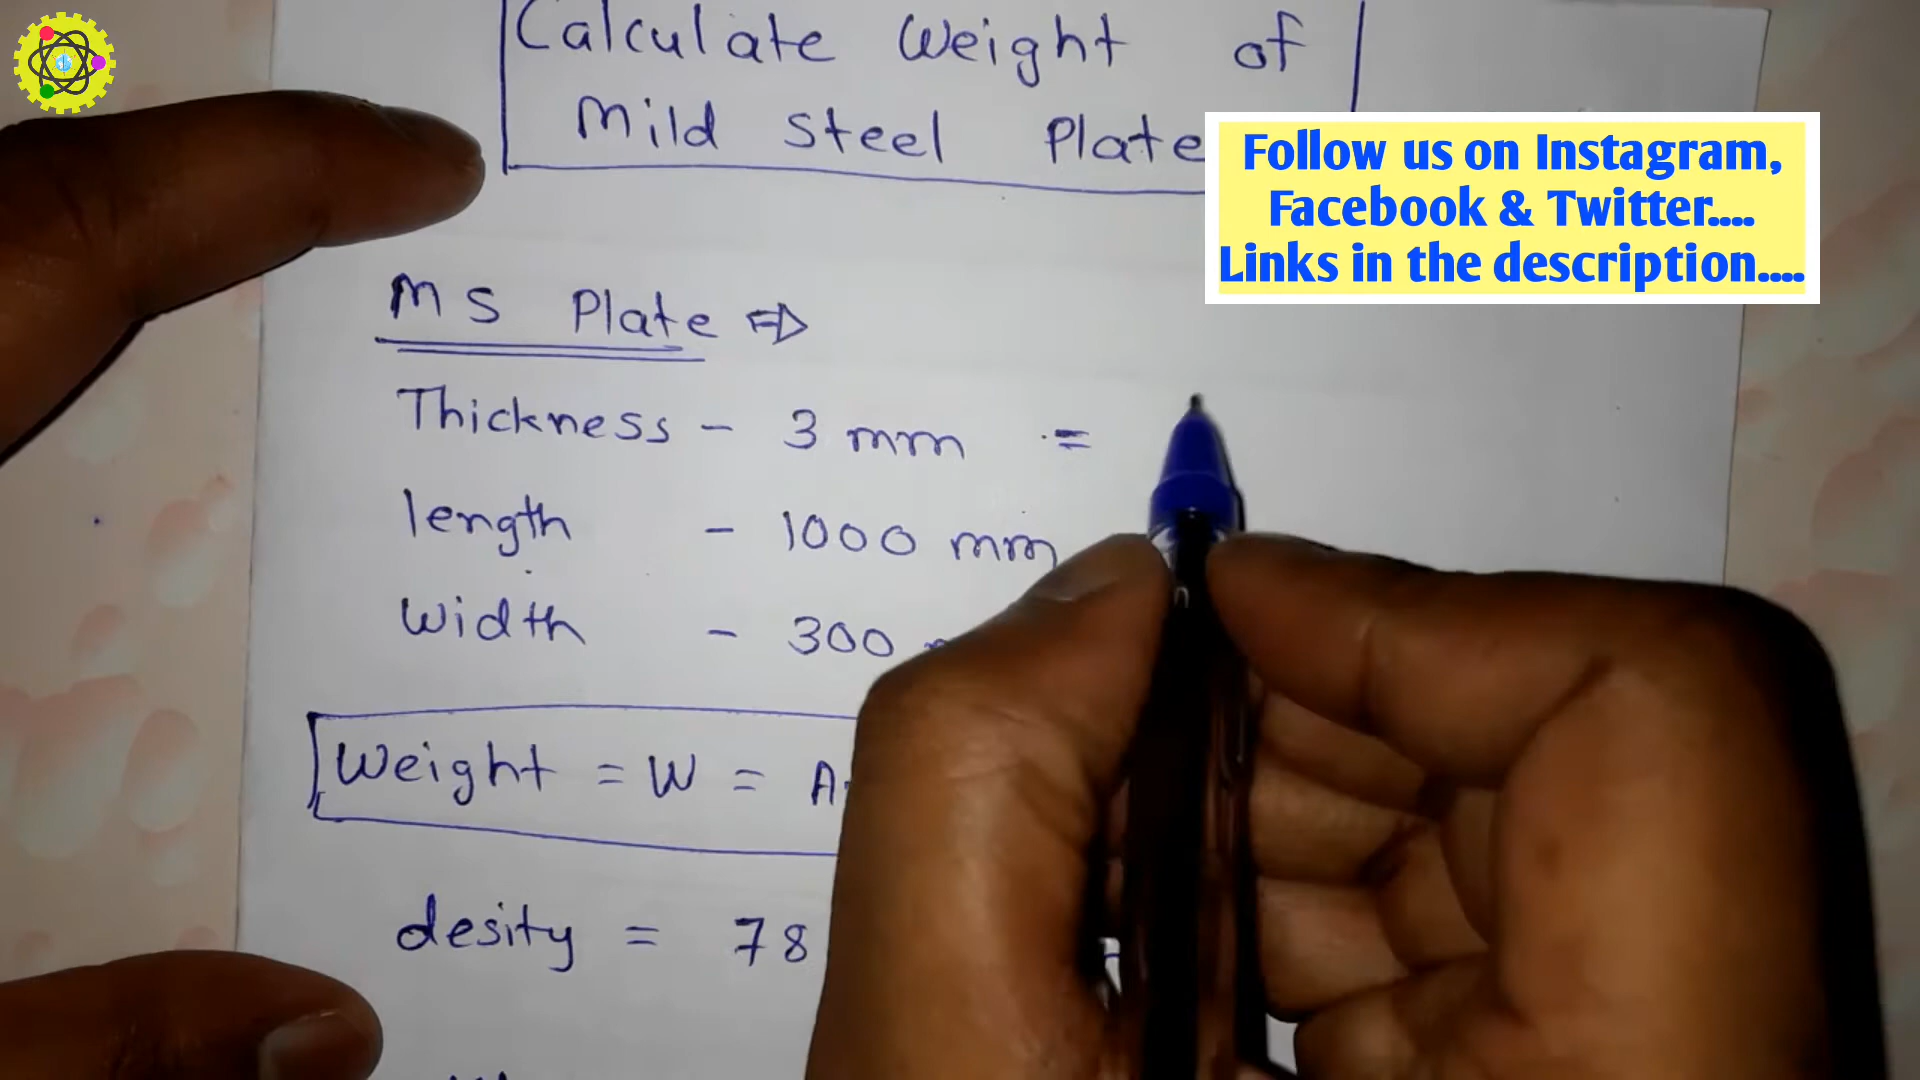 Calculate Weight of
Mild Steel Plate
Follow us on Instagram,
Facebook & Twitter....
Links in the description....
MS Plate ⇒
Thickness - 3 mm =
length - 1000 mm
Width - 300
Weight = W =
desity = 78